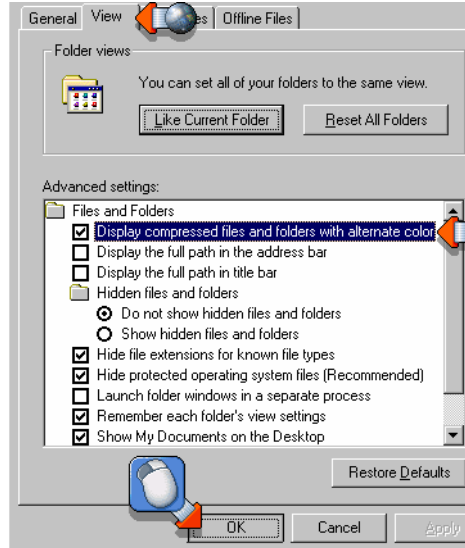 General View es Offline Files
Folder views
You can set all of your folders to the same view.
Like Current Folder Reset All Folders
Advanced settings:
Files and Folders
Display compressed files and folders with alternate color
Display the full path in the address bar
Display the full path in title bar
Hidden files and folders
Do not show hidden files and folders
Show hidden files and folders
Hide file extensions for known file types
Hide protected operating system files (Recommended)
Launch folder windows in a separate process
Remember each folder's view settings
Show My Documents on the Desktop
Restore Defaults
OK Cancel Apply